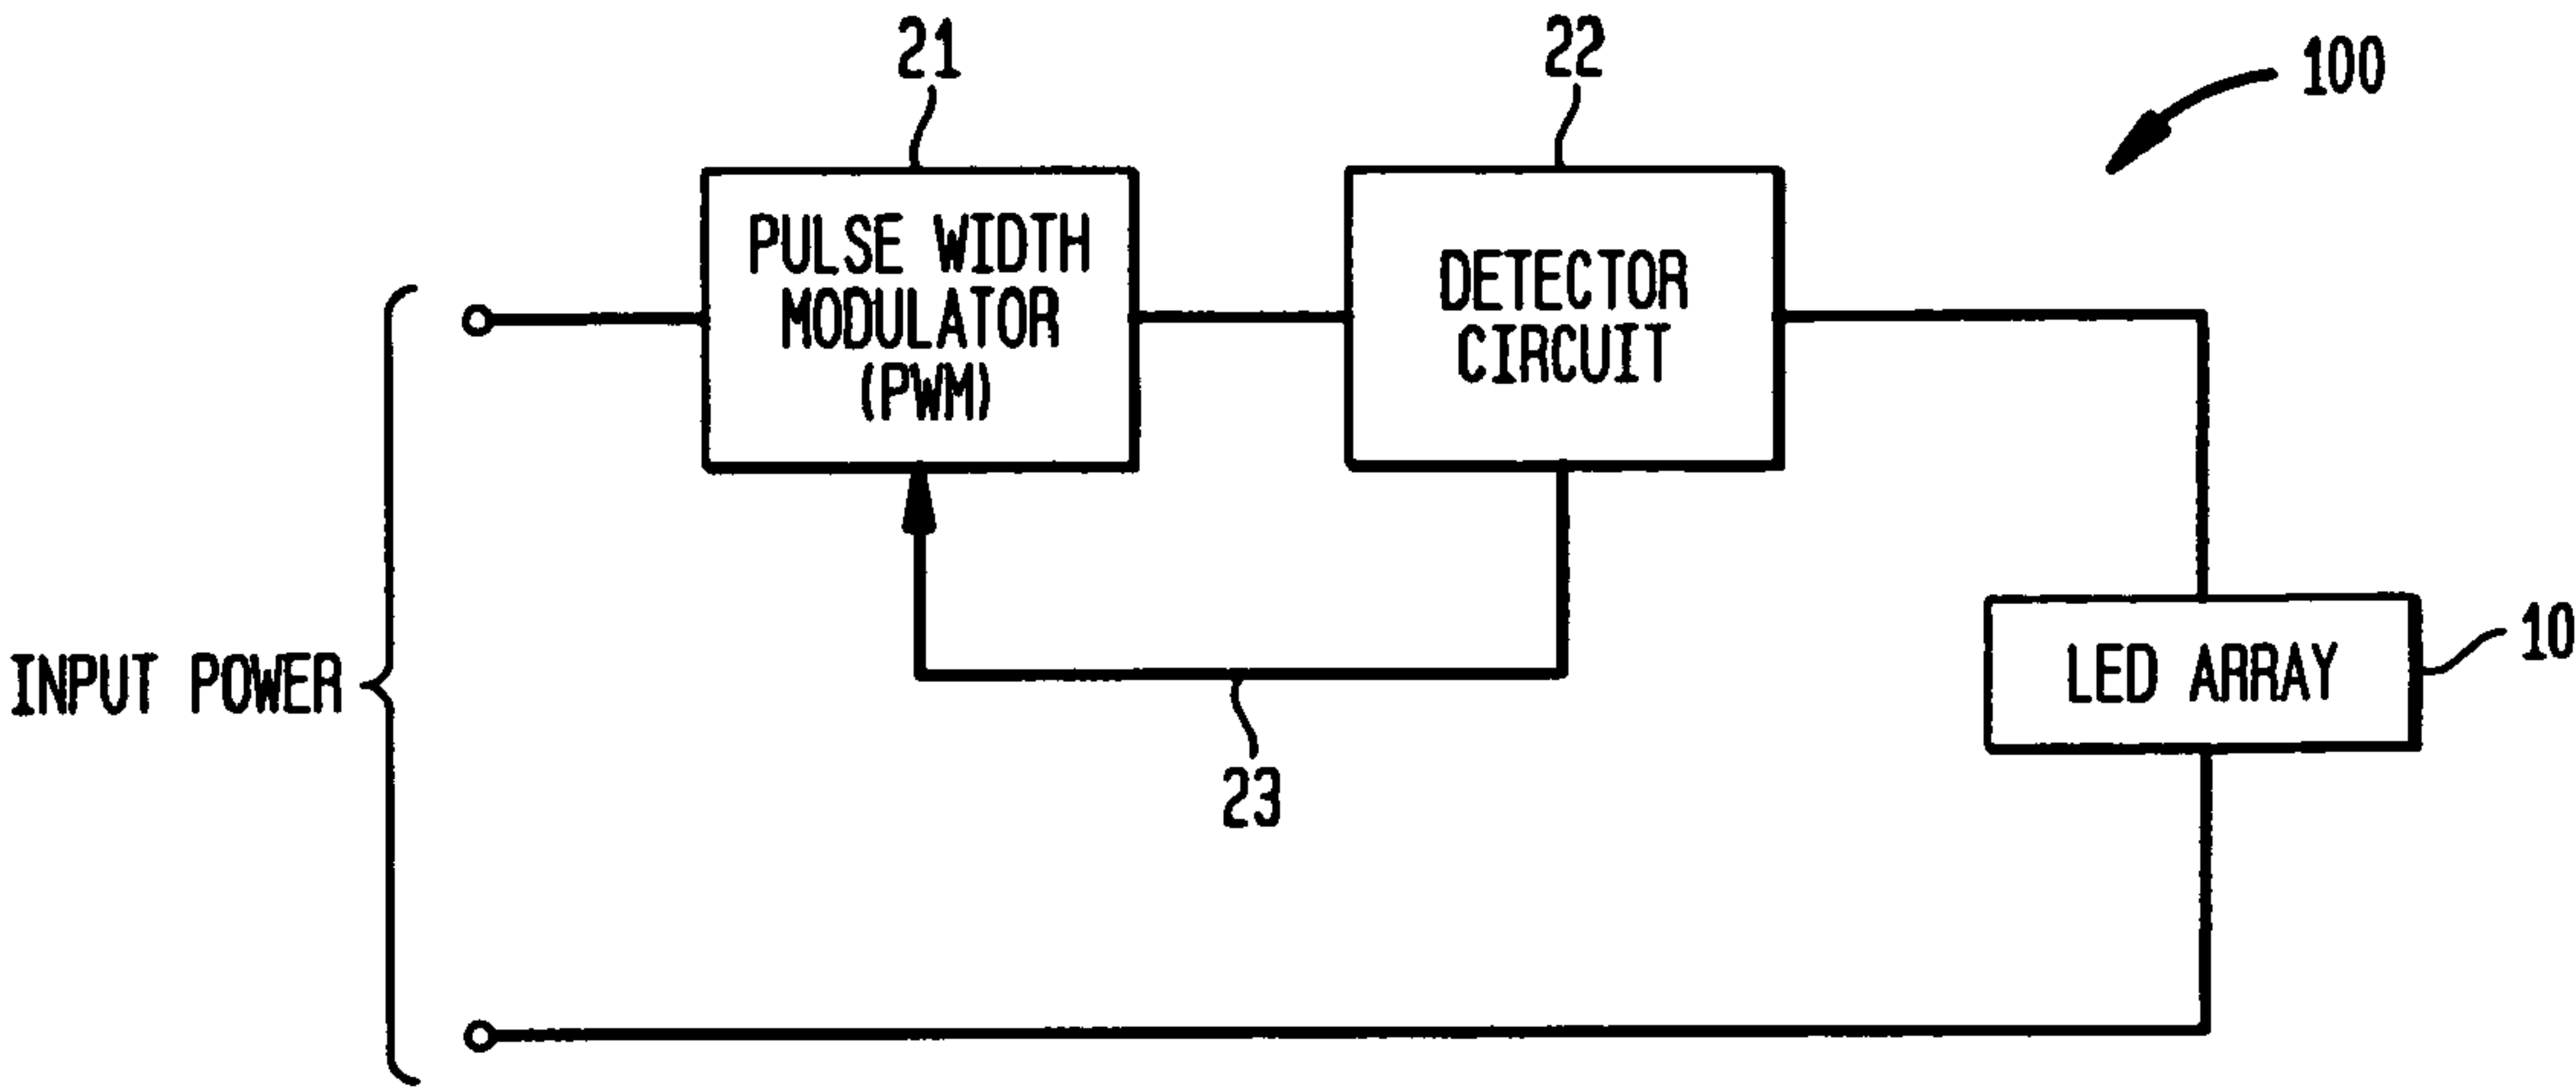 21
22
100
PULSE WIDTH
MODULATOR
(PWM)
DETECTOR
CIRCUIT
INPUT POWER
LED ARRAY
10
23